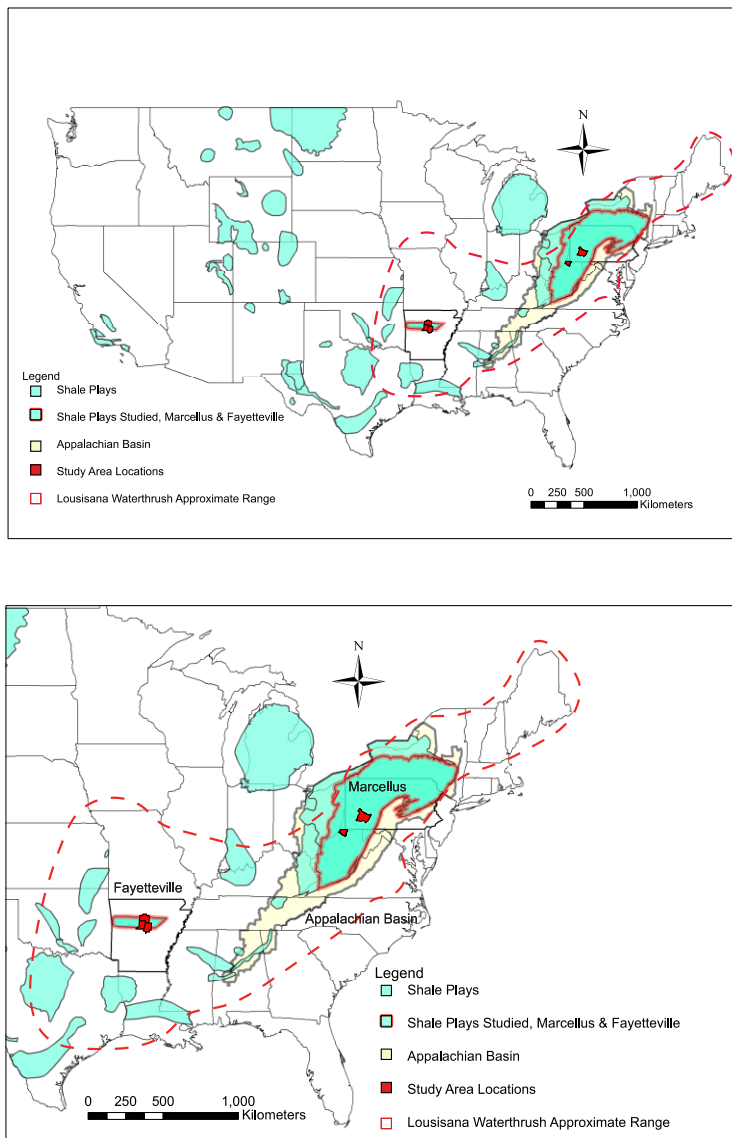 N
Legend
Shale Plays
Shale Plays Studied, Marcellus & Fayetteville
Appalachian Basin
Study Area Locations
Lousisana Waterthrush Approximate Range
0 250 500 1,000
Kilometers
N
Marcellus
Fayetteville
Appalachian Basin
Legend
Shale Plays
Shale Plays Studied, Marcellus & Fayetteville
Appalachian Basin
Study Area Locations
Lousisana Waterthrush Approximate Range
0 250 500 1,000
Kilometers